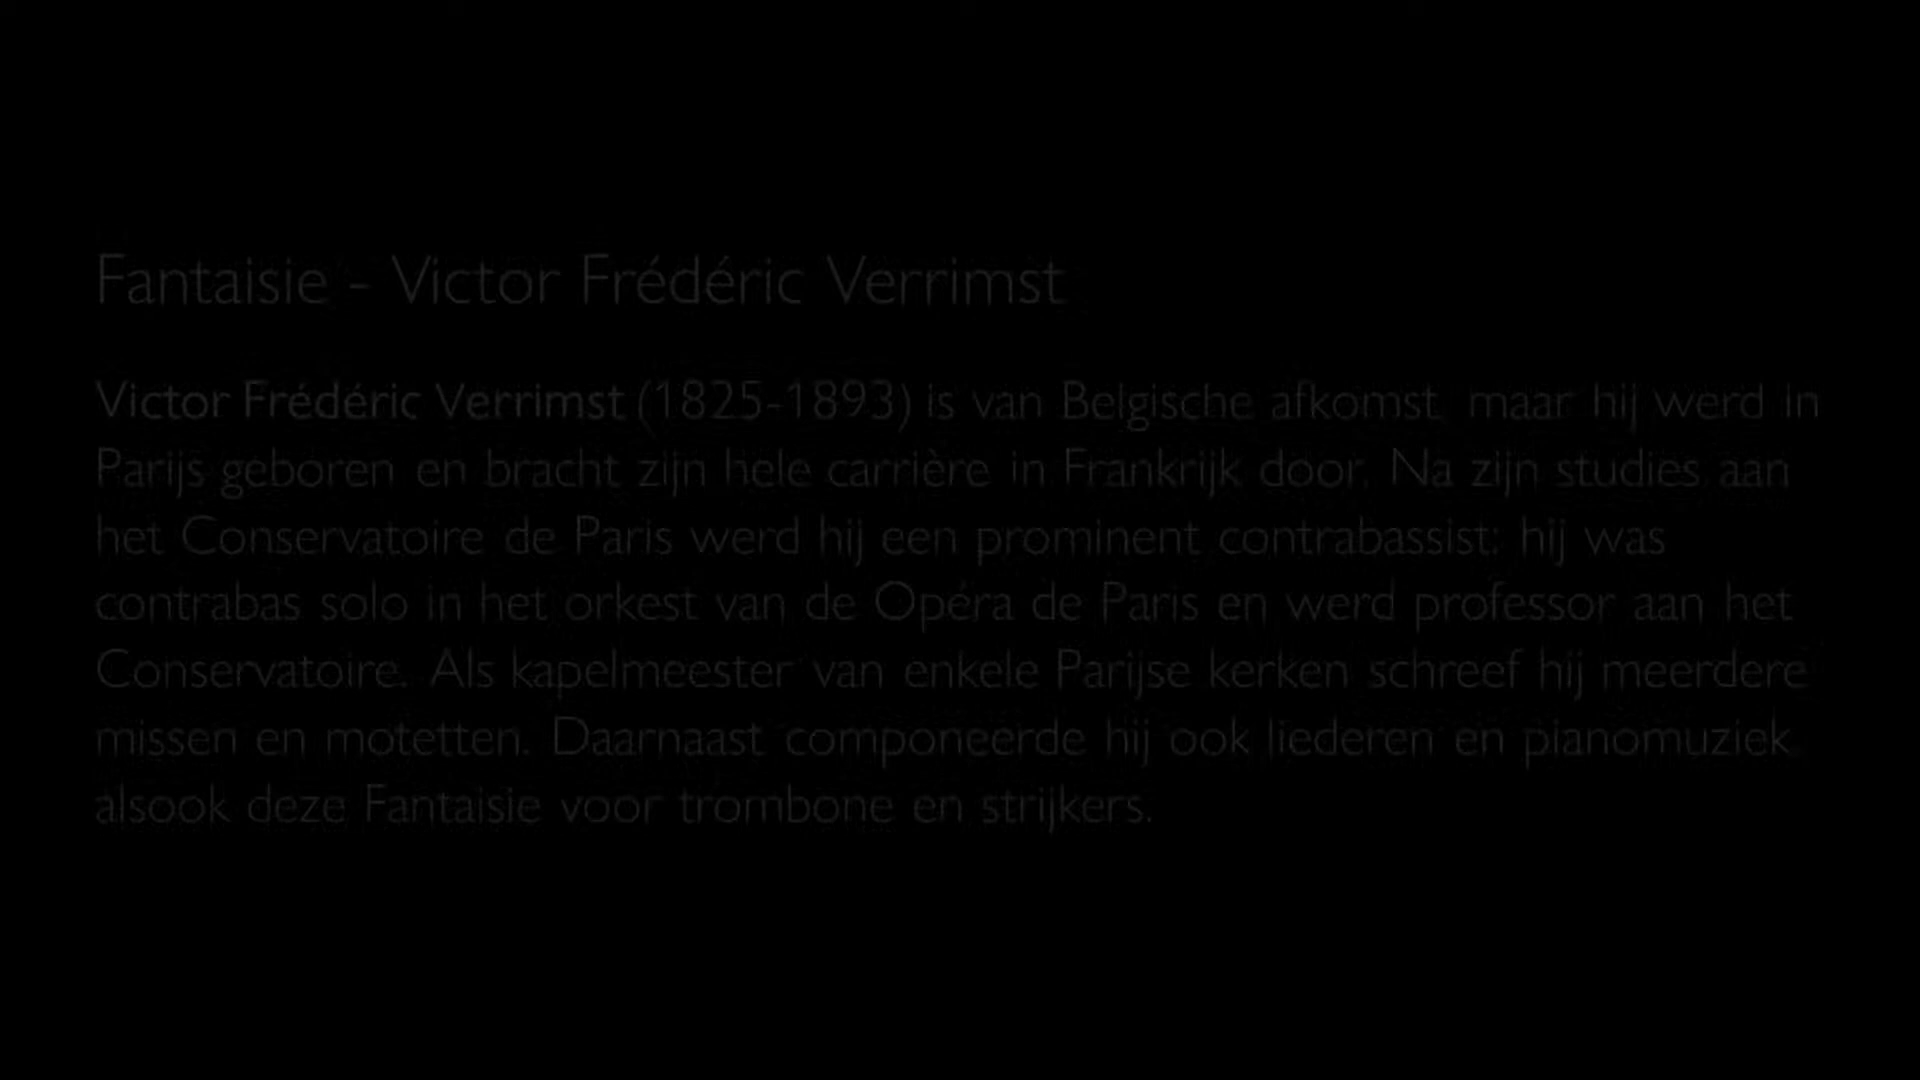 Fantaisie - Victor Frédéric Verrimst
Victor Frédéric Verrimst (1825-1893) is van Belgische afkomst maar hij werd in
Parijs geboren en bracht zijn hele carrière in Frankrijk door. Na zijn studies aan
het Conservatoire de Paris werd hij een prominent contrabassist: hij was
contrabas solo in het orkest van de Opéra de Paris en werd professor aan het
Conservatoire. Als kapelmeester van enkele Parijse kerken schreef hij meerdere
missen en motetten. Daarnaast componeerde hij ook liederen en pianomuziek
alsook deze Fantaisie voor trombone en strijkers.